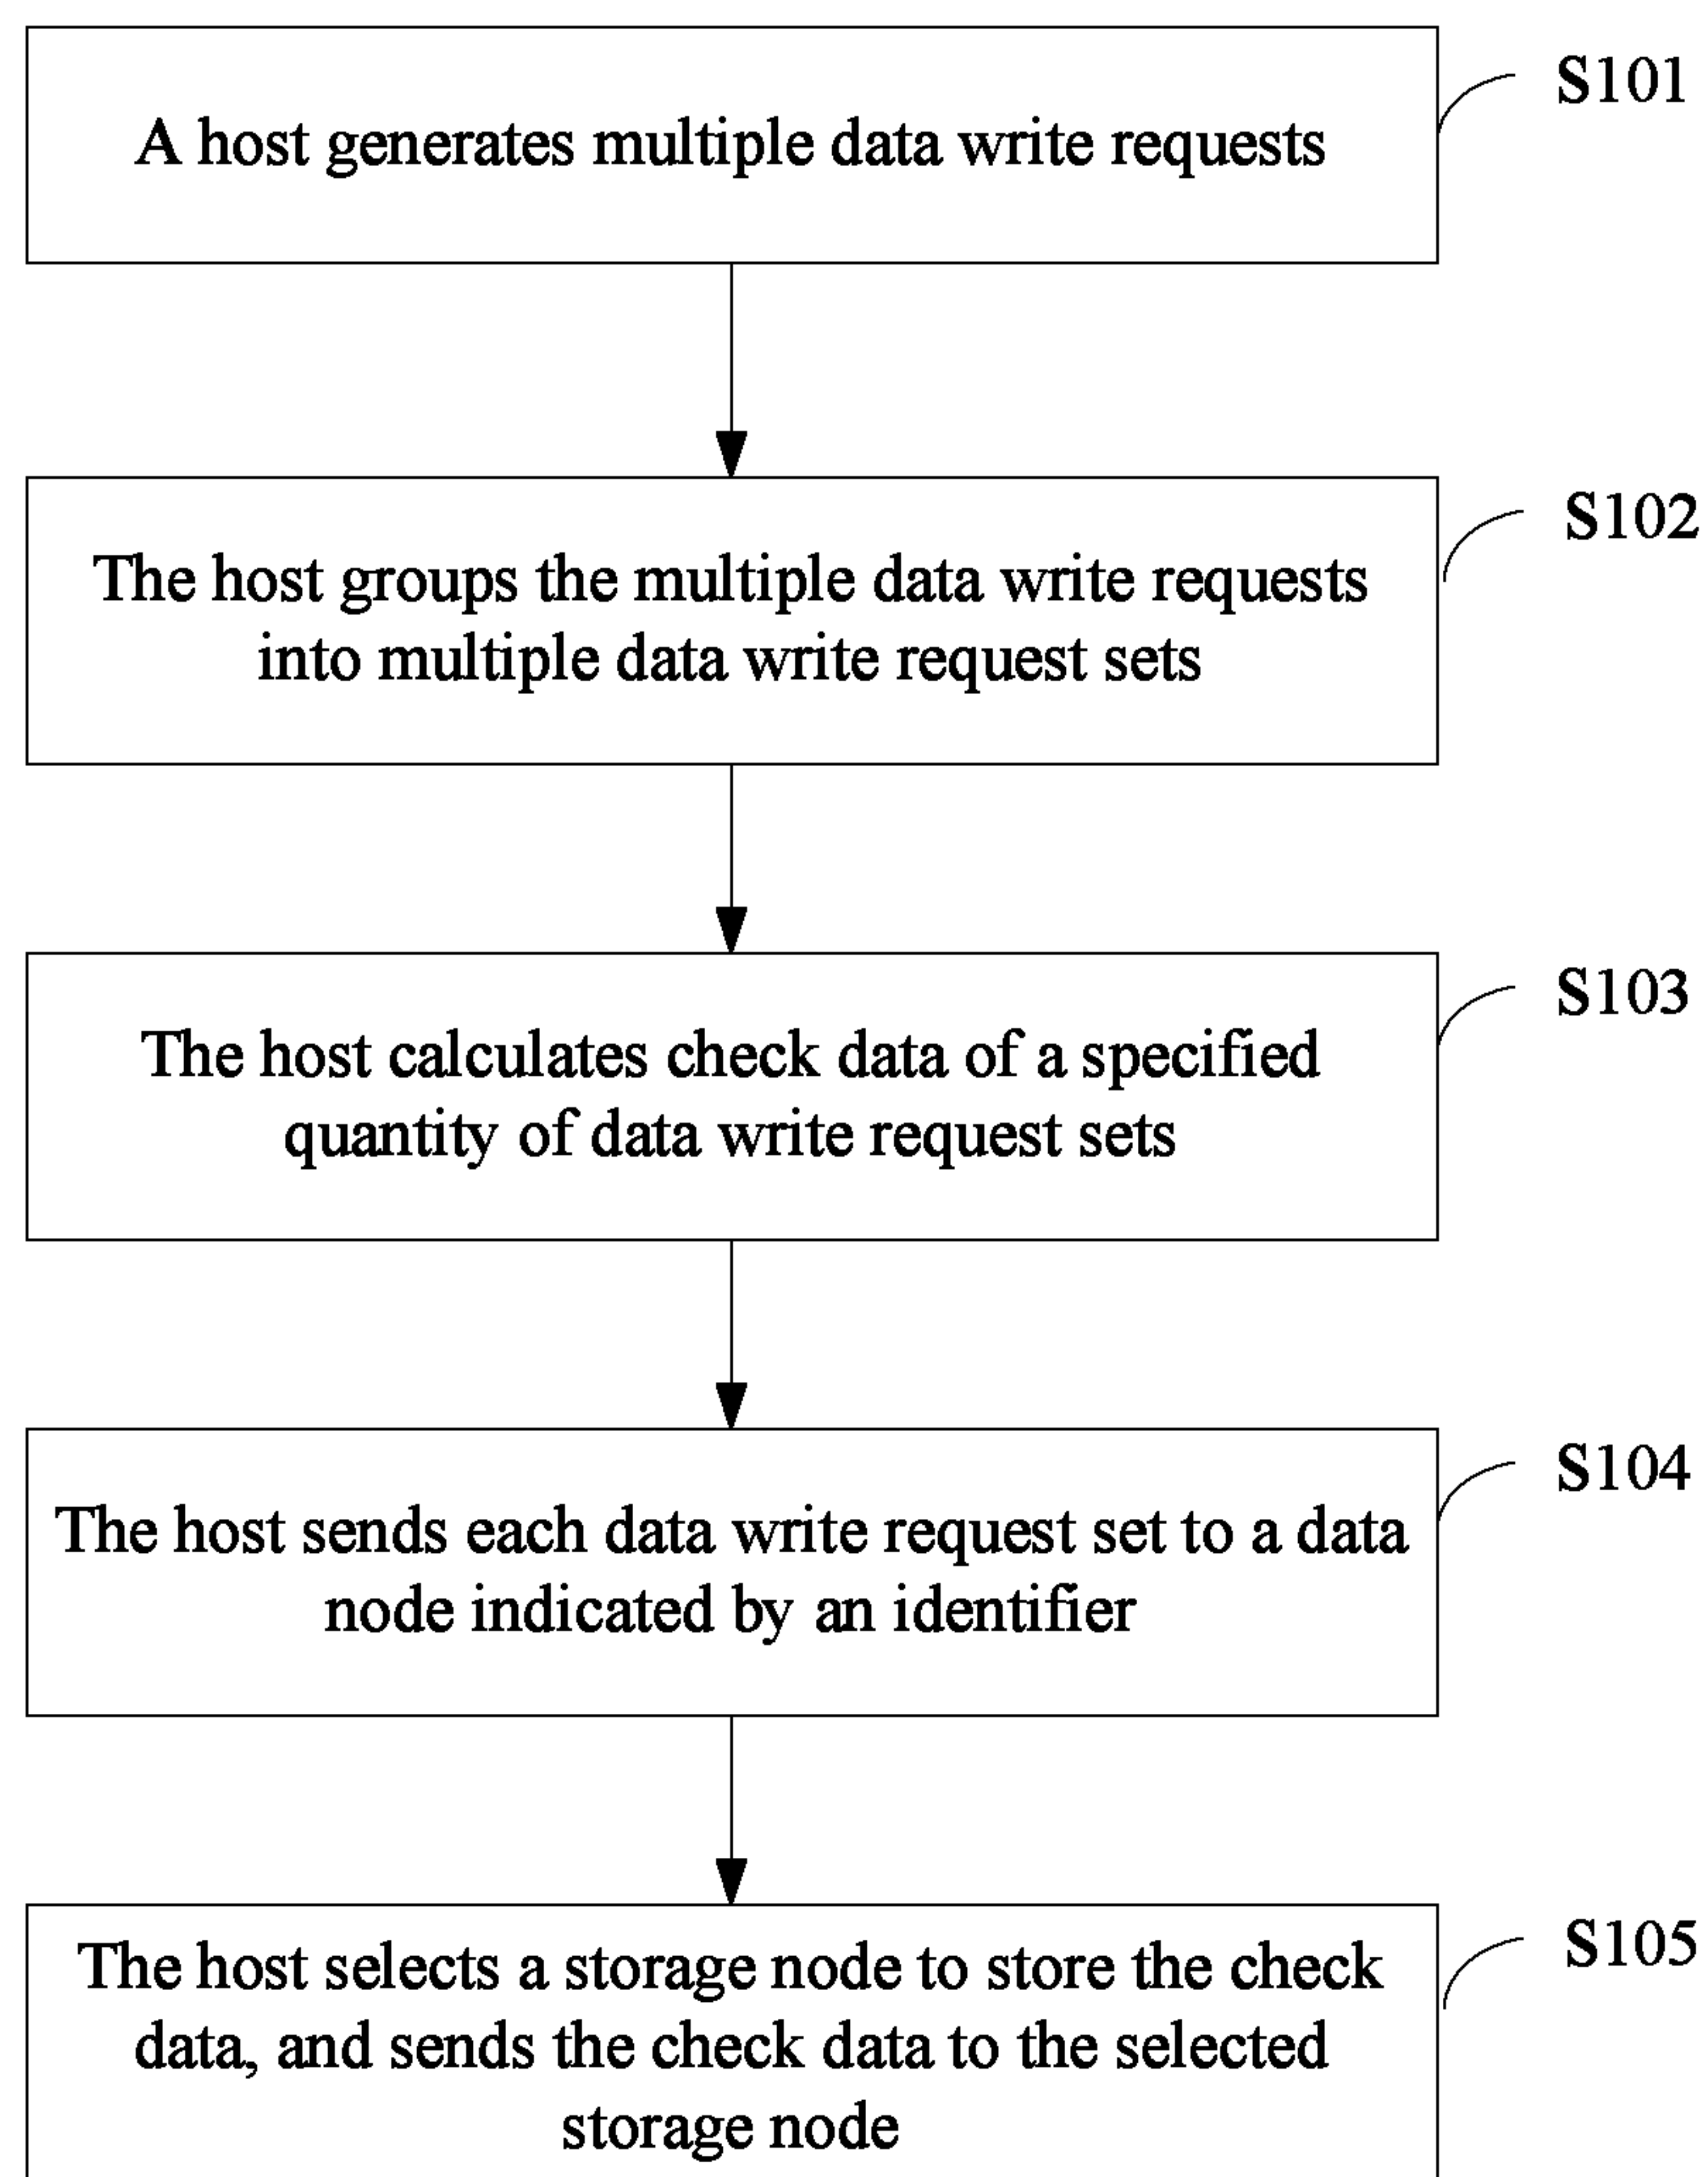 A host generates multiple data write requests
S101
The host groups the multiple data write requests
into multiple data write request sets
S102
The host calculates check data of a specified
quantity of data write request sets
S103
The host sends each data write request set to a data
node indicated by an identifier
S104
The host selects a storage node to store the check
data, and sends the check data to the selected
storage node
S105